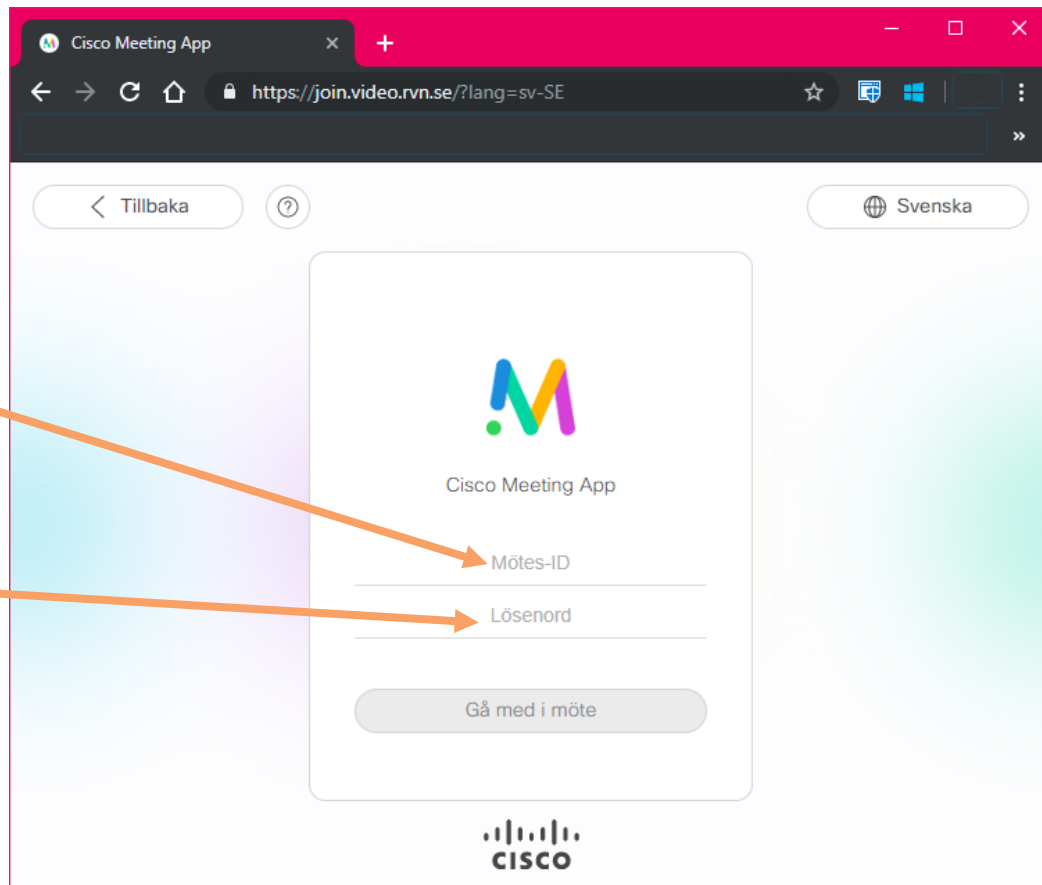 Cisco Meeting App
https://join.video.rvn.se/?lang=sv-SE
Tillbaka
Svenska
Cisco Meeting App
Mötes-ID
Lösenord
Gå med i möte
CISCO